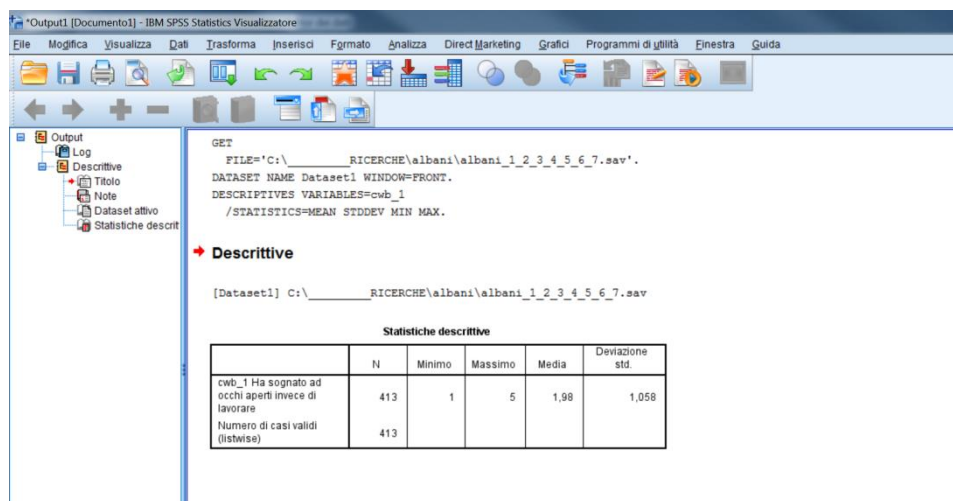 *Output1 [Documento1] - IBM SPSS Statistics Visualizzatore
File Modifica Visualizza Dati Trasforma Inserisci Formato Analizza Direct Marketing Grafici Programmi di utilità Finestra Guida
Output
Log
Descrittive
Titolo
Note
Dataset attivo
Statistiche descrit
GET
FILE='C:\________RICERCHE\albani\albani_1_2_3_4_5_6_7.sav'.
DATASET NAME Dataset1 WINDOW=FRONT.
DESCRIPTIVES VARIABLES=cwb_1
/STATISTICS=MEAN STDDEV MIN MAX.
Descrittive
[Dataset1] C:\________RICERCHE\albani\albani_1_2_3_4_5_6_7.sav
Statistiche descrittive
N Minimo Massimo Media Deviazione std.
cwb_1 Ha sognato ad
occhi aperti invece di
lavorare
413 1 5 1,98 1,058
Numero di casi validi
(listwise)
413